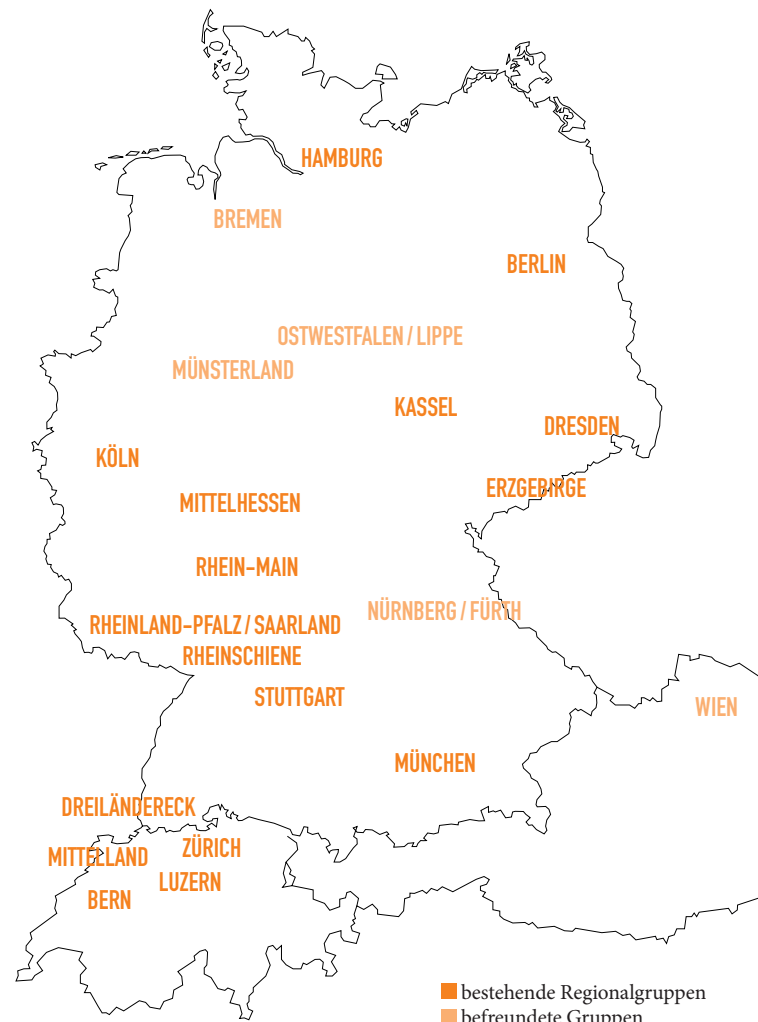 HAMBURG
BREMEN
BERLIN
OSTWESTFALEN / LIPPE
MÜNSTERLAND
KASSEL
DRESDEN
KÖLN
ERZGEBIRGE
MITTELHESSEN
RHEIN-MAIN
NÜRNBERG / FÜRTH
RHEINLAND-PFALZ / SAARLAND
RHEINSCHIENE
STUTTGART
WIEN
MÜNCHEN
DREILÄNDERECK
ZÜRICH
MITTELLAND
LUZERN
BERN
bestehende Regionalgruppen
befreundete Gruppen